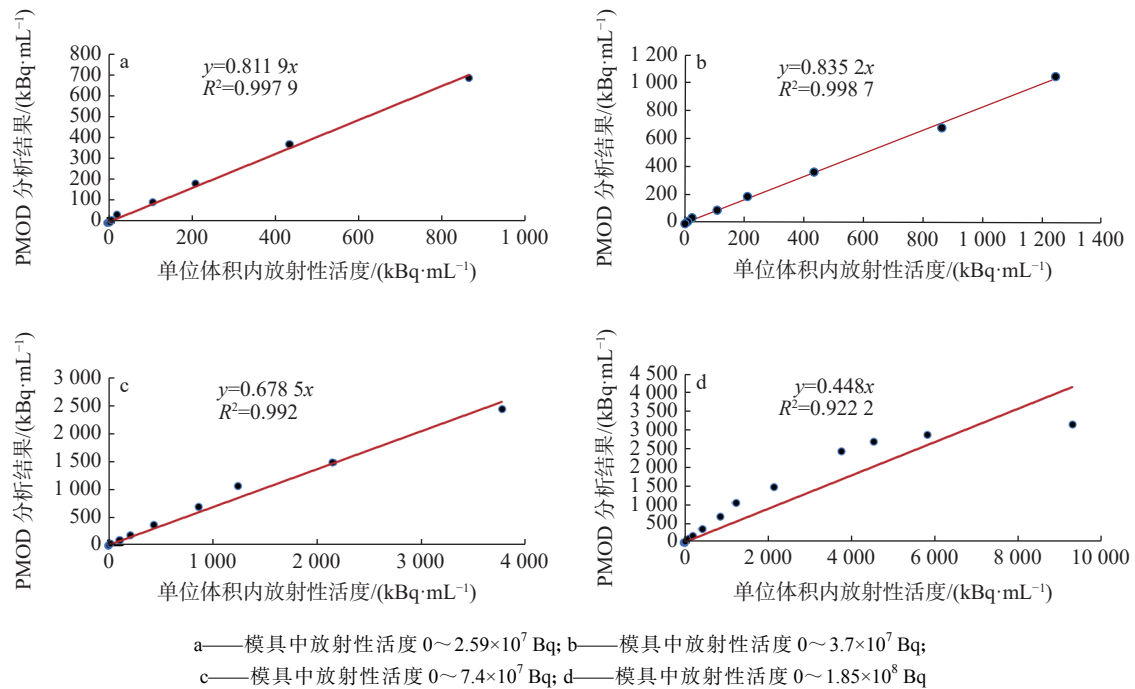 a
y=0.811 9x
R²=0.997 9
PMOD 分析结果/(kBq·mL⁻¹)
800
700
600
500
400
300
200
100
0
0 200 400 600 800 1 000
单位体积内放射性活度/(kBq·mL⁻¹)
b
y=0.835 2x
R²=0.998 7
PMOD 分析结果/(kBq·mL⁻¹)
1 200
1 000
800
600
400
200
0
0 200 400 600 800 1 000 1 200 1 400
单位体积内放射性活度/(kBq·mL⁻¹)
c
y=0.678 5x
R²=0.992
PMOD 分析结果/(kBq·mL⁻¹)
3 000
2 500
2 000
1 500
1 000
500
0
0 1 000 2 000 3 000 4 000
单位体积内放射性活度/(kBq·mL⁻¹)
d
y=0.448x
R²=0.922 2
PMOD 分析结果/(kBq·mL⁻¹)
4 500
4 000
3 500
3 000
2 500
2 000
1 500
1 000
500
0
0 2 000 4 000 6 000 8 000 10 000
单位体积内放射性活度/(kBq·mL⁻¹)
a——模具中放射性活度 0～2.59×10⁷ Bq; b——模具中放射性活度 0～3.7×10⁷ Bq;
c——模具中放射性活度 0～7.4×10⁷ Bq; d——模具中放射性活度 0～1.85×10⁸ Bq